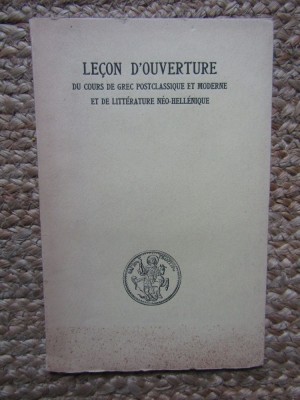 LEÇON D'OUVERTURE
DU COURS DE GREC POSTCLASSIQUE ET MODERNE
ET DE LITTÉRATURE NÉO-HELLÉNIQUE